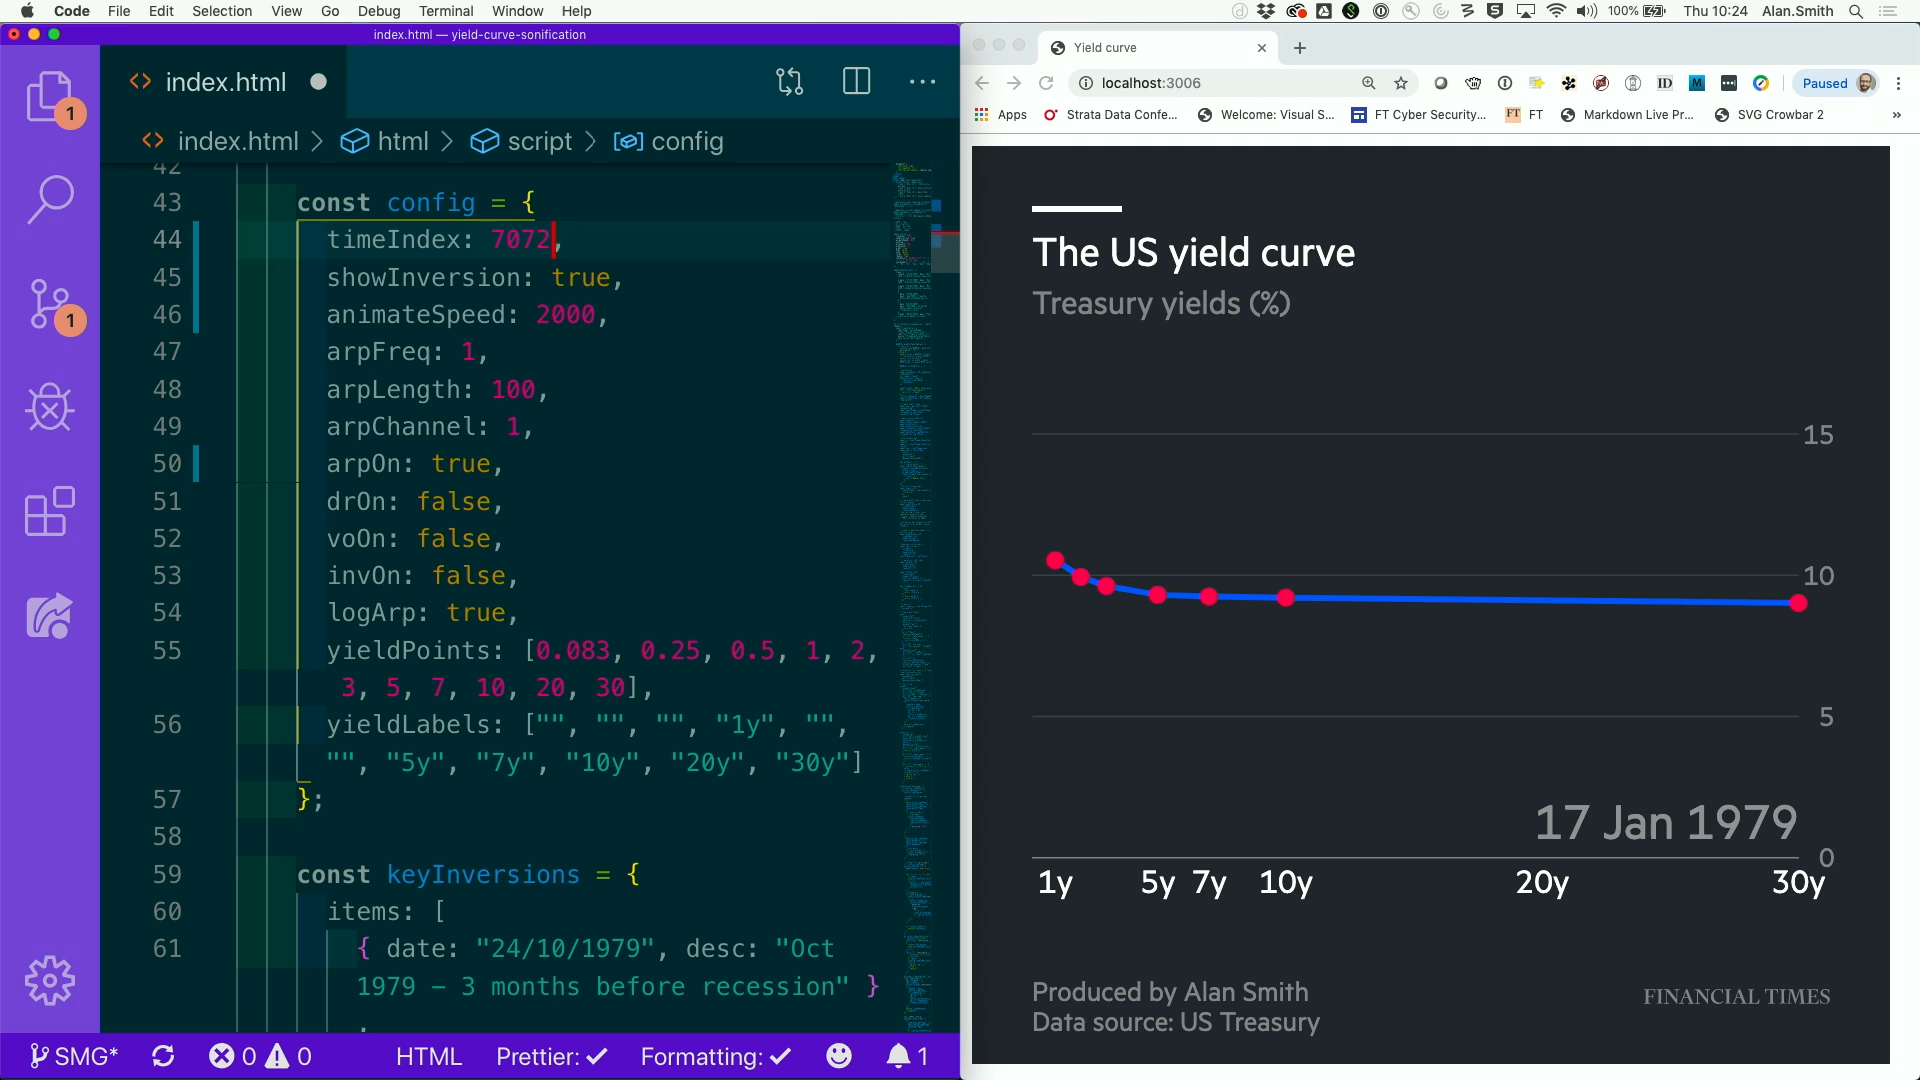 Code File Edit Selection View Go Debug Terminal Window Help
100% Thu 10:24 Alan.Smith
index.html — yield-curve-sonification
index.html
index.html > html > script > config
42
43 const config = {
44 timeIndex: 7072,
45 showInversion: true,
46 animateSpeed: 2000,
47 arpFreq: 1,
48 arpLength: 100,
49 arpChannel: 1,
50 arpOn: true,
51 drOn: false,
52 voOn: false,
53 invOn: false,
54 logArp: true,
55 yieldPoints: [0.083, 0.25, 0.5, 1, 2,
3, 5, 7, 10, 20, 30],
56 yieldLabels: ["", "", "", "1y", "",
"", "5y", "7y", "10y", "20y", "30y"]
57 };
58
59 const keyInversions = {
60 items: [
61 { date: "24/10/1979", desc: "Oct
1979 – 3 months before recession" }
,
1
1
SMG* 0 0 HTML Prettier: ✓ Formatting: ✓ 1
Yield curve
localhost:3006
ID M Paused
Apps Strata Data Confe... Welcome: Visual S... FT Cyber Security... FT FT Markdown Live Pr... SVG Crowbar 2 »
The US yield curve
Treasury yields (%)
15
10
5
17 Jan 1979
0
1y 5y 7y 10y 20y 30y
Produced by Alan Smith
Data source: US Treasury
FINANCIAL TIMES